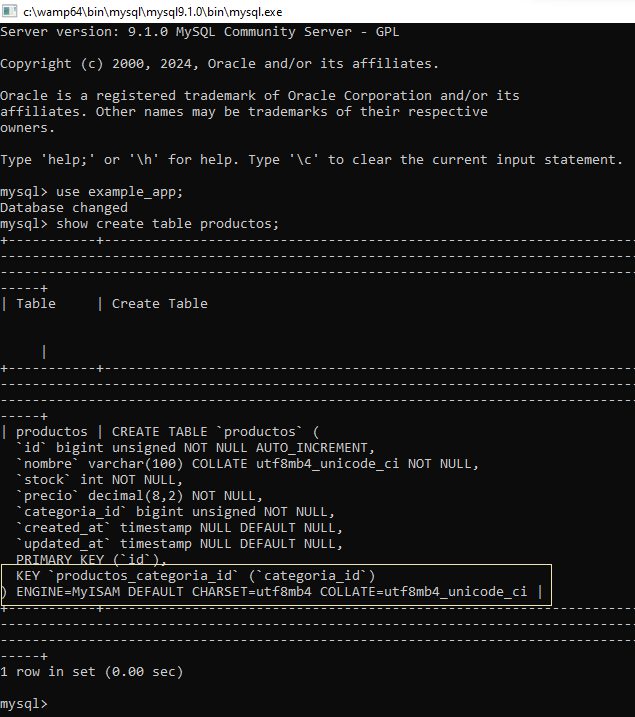 c:\wamp64\bin\mysql\mysql9.1.0\bin\mysql.exe
Server version: 9.1.0 MySQL Community Server - GPL
Copyright (c) 2000, 2024, Oracle and/or its affiliates.
Oracle is a registered trademark of Oracle Corporation and/or its
affiliates. Other names may be trademarks of their respective
owners.
Type 'help;' or '\h' for help. Type '\c' to clear the current input statement.
mysql> use example_app;
Database changed
mysql> show create table productos;
+-----------+------------------------------------------------------------------
-------------------------------------------------------------------------------
-------------------------------------------------------------------------------
-----+
| Table     | Create Table
     |
+-----------+------------------------------------------------------------------
-------------------------------------------------------------------------------
-------------------------------------------------------------------------------
-----+
| productos | CREATE TABLE `productos` (
  `id` bigint unsigned NOT NULL AUTO_INCREMENT,
  `nombre` varchar(100) COLLATE utf8mb4_unicode_ci NOT NULL,
  `stock` int NOT NULL,
  `precio` decimal(8,2) NOT NULL,
  `categoria_id` bigint unsigned NOT NULL,
  `created_at` timestamp NULL DEFAULT NULL,
  `updated_at` timestamp NULL DEFAULT NULL,
  PRIMARY KEY (`id`),
  KEY `productos_categoria_id` (`categoria_id`)
) ENGINE=MyISAM DEFAULT CHARSET=utf8mb4 COLLATE=utf8mb4_unicode_ci |
+-----------+------------------------------------------------------------------
-------------------------------------------------------------------------------
-------------------------------------------------------------------------------
-----+
1 row in set (0.00 sec)
mysql>